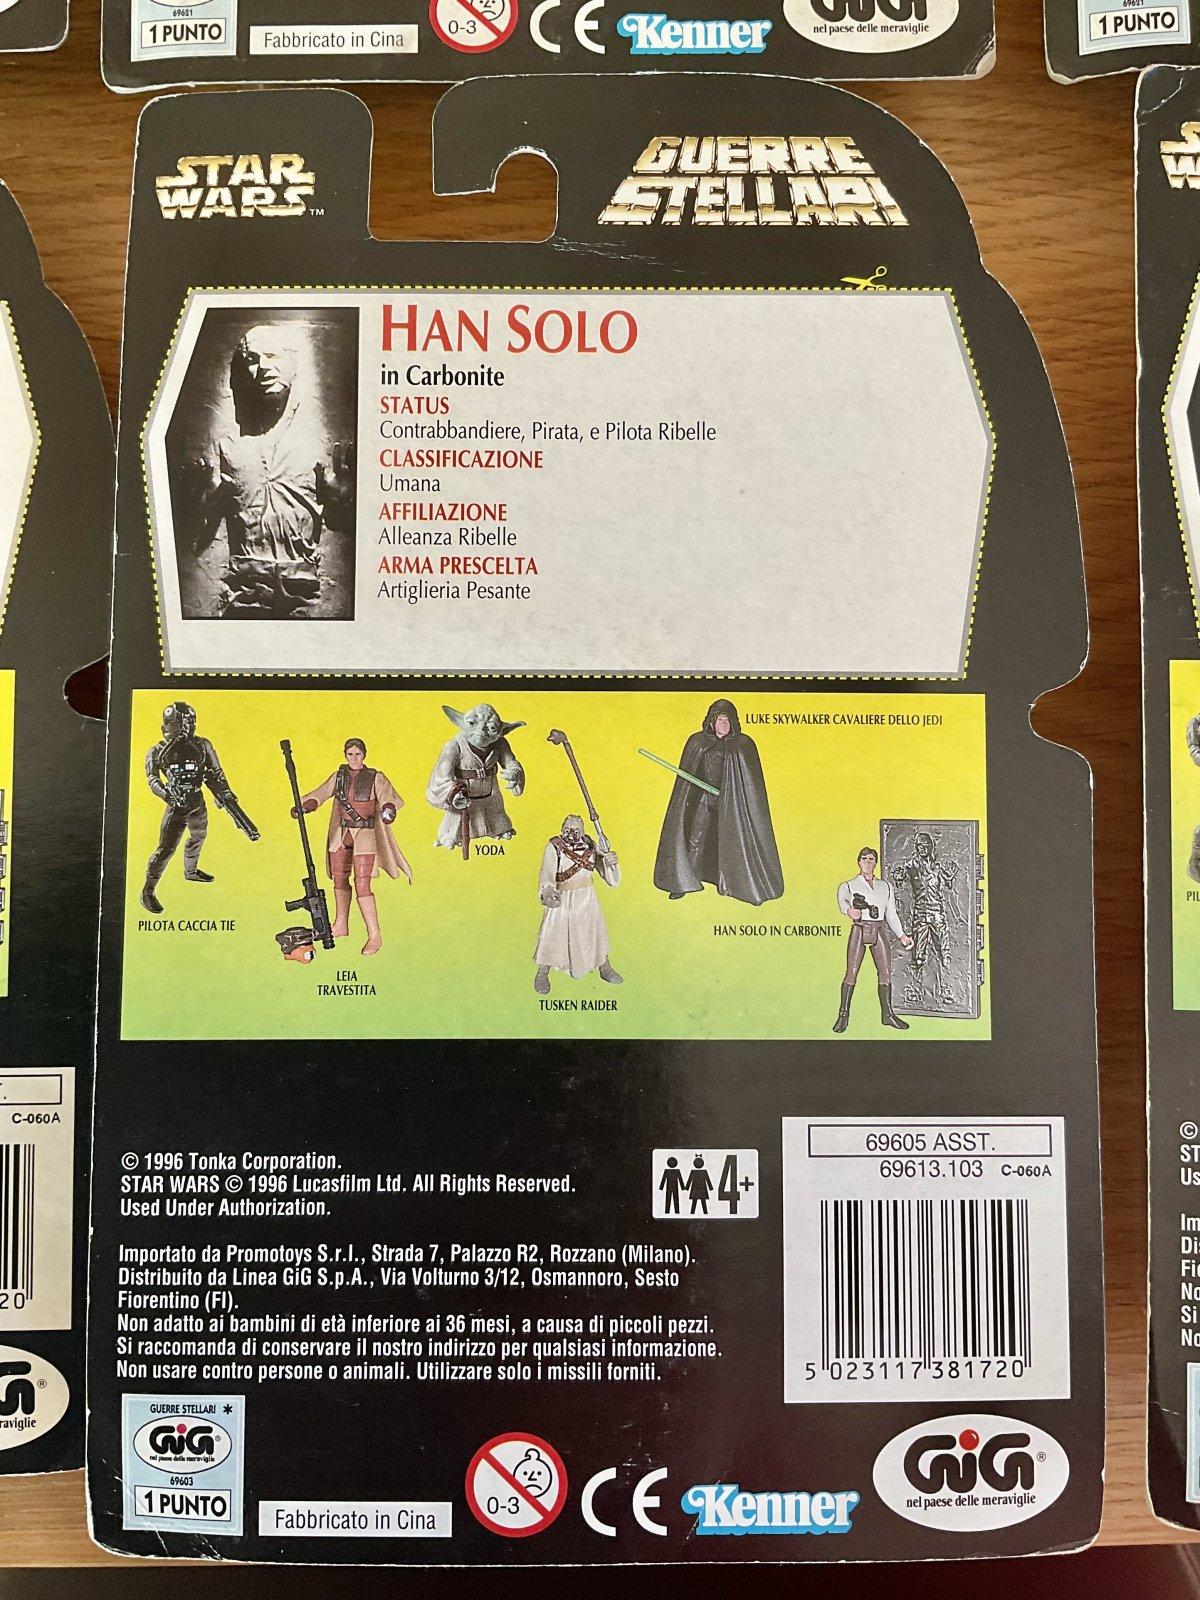 69621
1 PUNTO
Fabbricato in Cina
0-3
CE
Kenner
nel paese delle meraviglie
69621
1 PUNTO
STAR
WARS™
GUERRE
STELLARI
HAN SOLO
in Carbonite
STATUS
Contrabbandiere, Pirata, e Pilota Ribelle
CLASSIFICAZIONE
Umana
AFFILIAZIONE
Alleanza Ribelle
ARMA PRESCELTA
Artiglieria Pesante
LUKE SKYWALKER CAVALIERE DELLO JEDI
YODA
PILOTA CACCIA TIE
HAN SOLO IN CARBONITE
LEIA
TRAVESTITA
TUSKEN RAIDER
C-060A
© 1996 Tonka Corporation.
STAR WARS © 1996 Lucasfilm Ltd. All Rights Reserved.
Used Under Authorization.
4+
69605 ASST.
69613.103 C-060A
5 023117 381720
Importato da Promotoys S.r.l., Strada 7, Palazzo R2, Rozzano (Milano).
Distribuito da Linea GiG S.p.A., Via Volturno 3/12, Osmannoro, Sesto
Fiorentino (FI).
Non adatto ai bambini di età inferiore ai 36 mesi, a causa di piccoli pezzi.
Si raccomanda di conservare il nostro indirizzo per qualsiasi informazione.
Non usare contro persone o animali. Utilizzare solo i missili forniti.
GUERRE STELLARI *
GiG®
nel paese delle meraviglie
69603
1 PUNTO
Fabbricato in Cina
0-3
CE
Kenner
GiG®
nel paese delle meraviglie